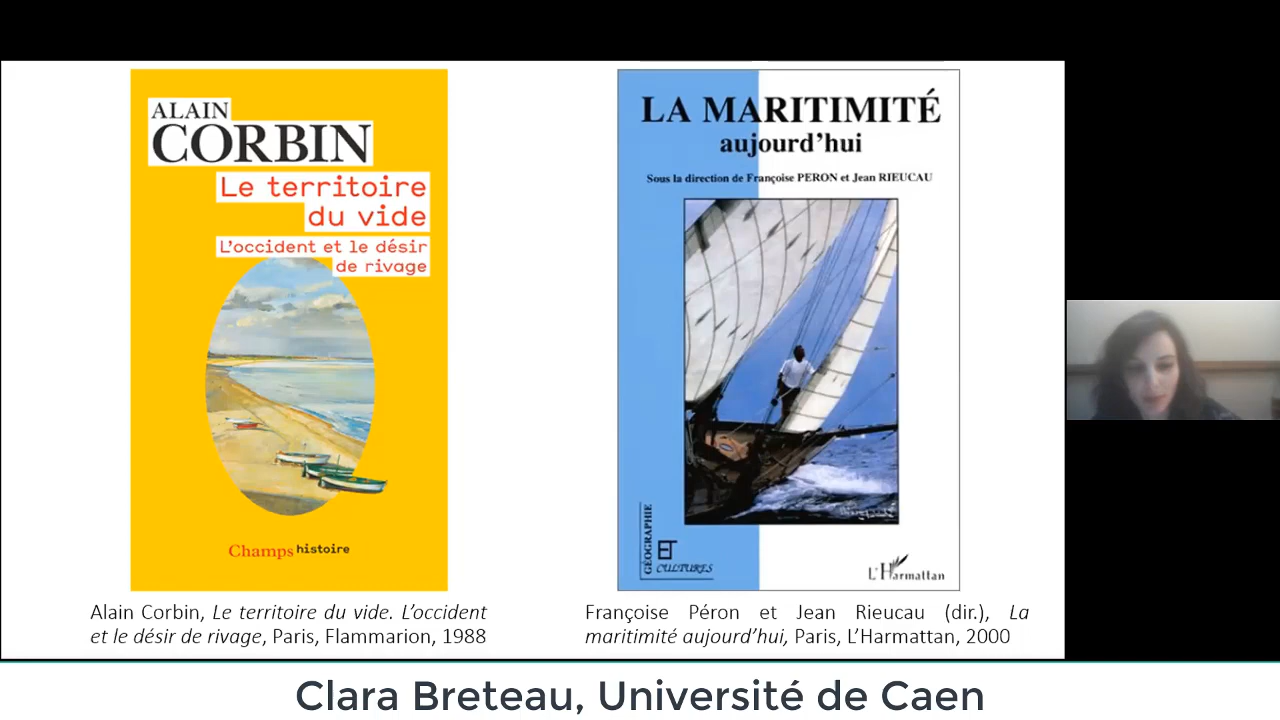 ALAIN
CORBIN
Le territoire
du vide
L'occident et le désir
de rivage
Champs histoire
Alain Corbin, Le territoire du vide. L'occident
et le désir de rivage, Paris, Flammarion, 1988
LA MARITIMITÉ
aujourd'hui
Sous la direction de Françoise PERON et Jean RIEUCAU
GÉOGRAPHIE
ET
CULTURES
L'Harmattan
Françoise Péron et Jean Rieucau (dir.), La
maritimité aujourd'hui, Paris, L'Harmattan, 2000
Clara Breteau, Université de Caen